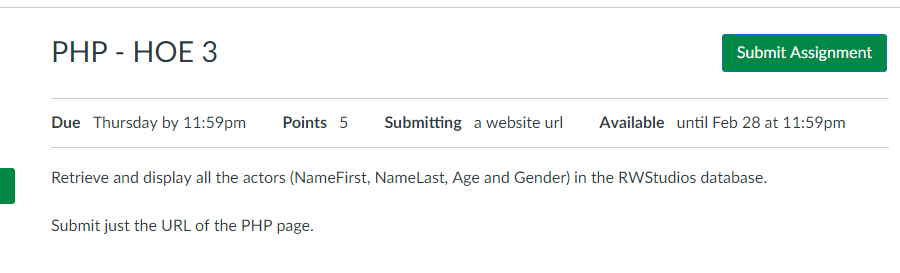 PHP - HOE 3
Submit Assignment
Due Thursday by 11:59pm Points 5 Submitting a website url Available until Feb 28 at 11:59pm
Retrieve and display all the actors (NameFirst, NameLast, Age and Gender) in the RWStudios database.
Submit just the URL of the PHP page.